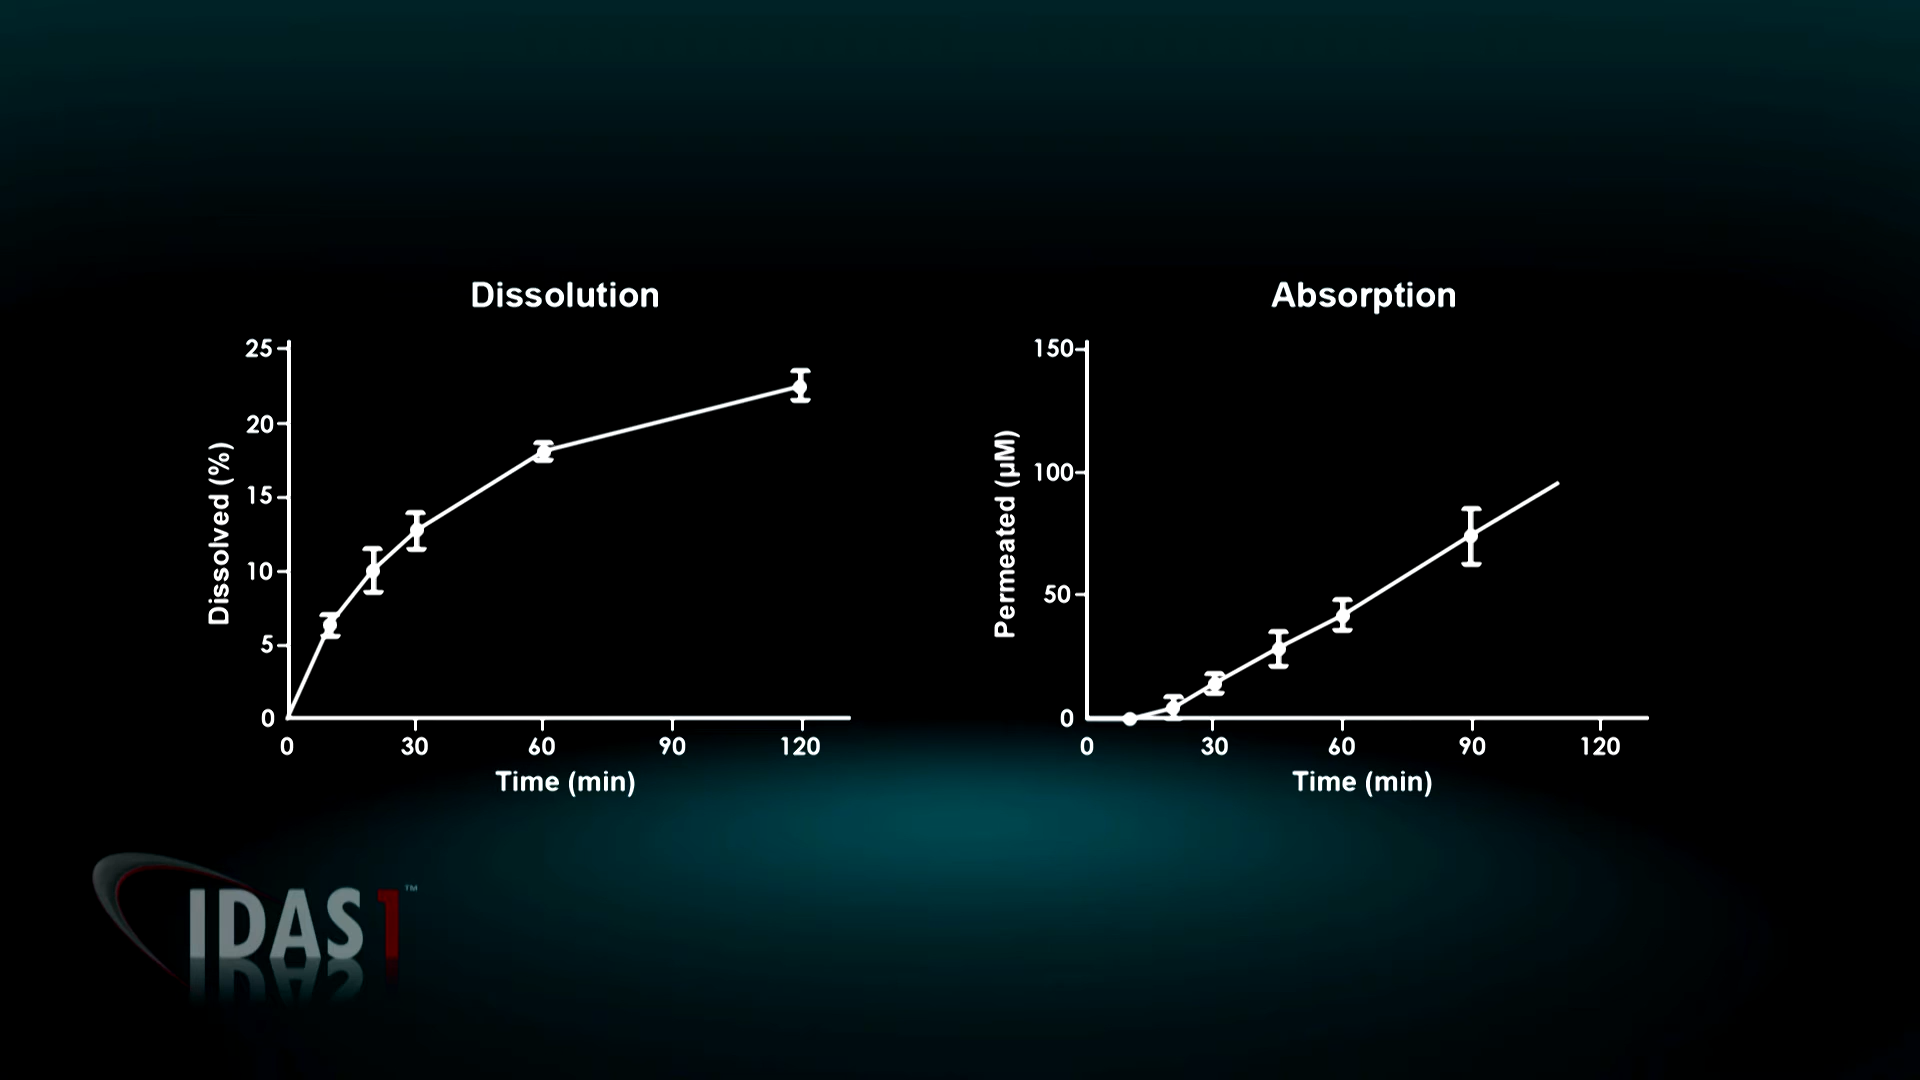 Dissolution
25
20
15
10
5
0
Dissolved (%)
0 30 60 90 120
Time (min)
Absorption
150
100
50
0
Permeated (µM)
0 30 60 90 120
Time (min)
IDAS1™